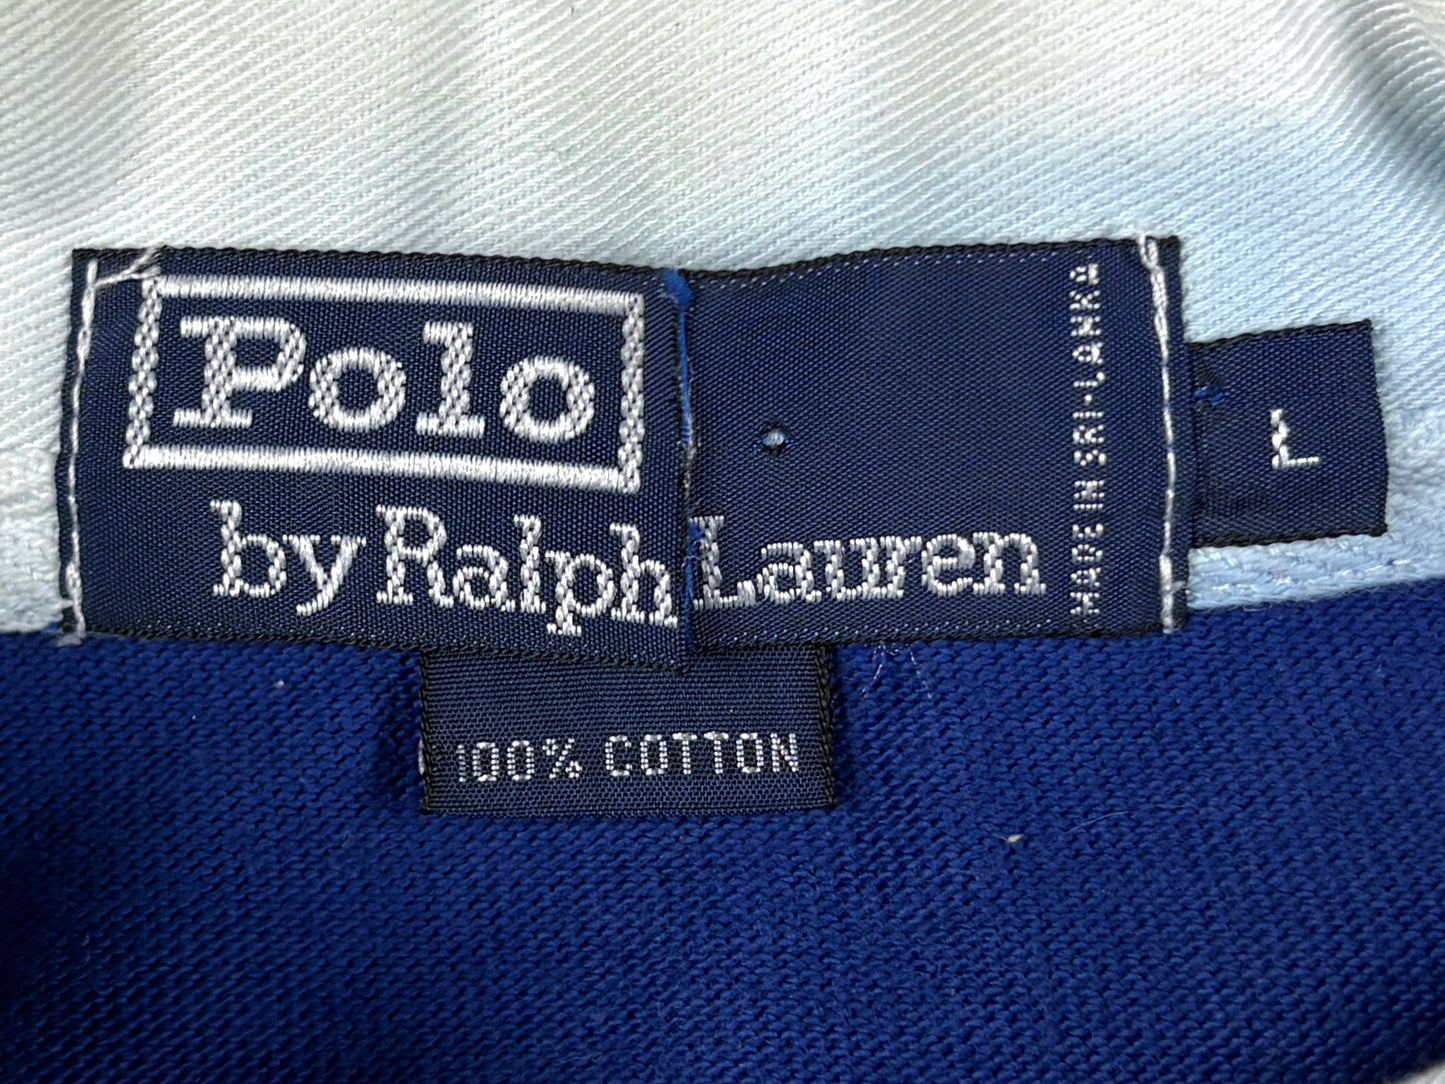 Polo
by Ralph Lauren
MADE IN SRI-LANKA
L
100% COTTON